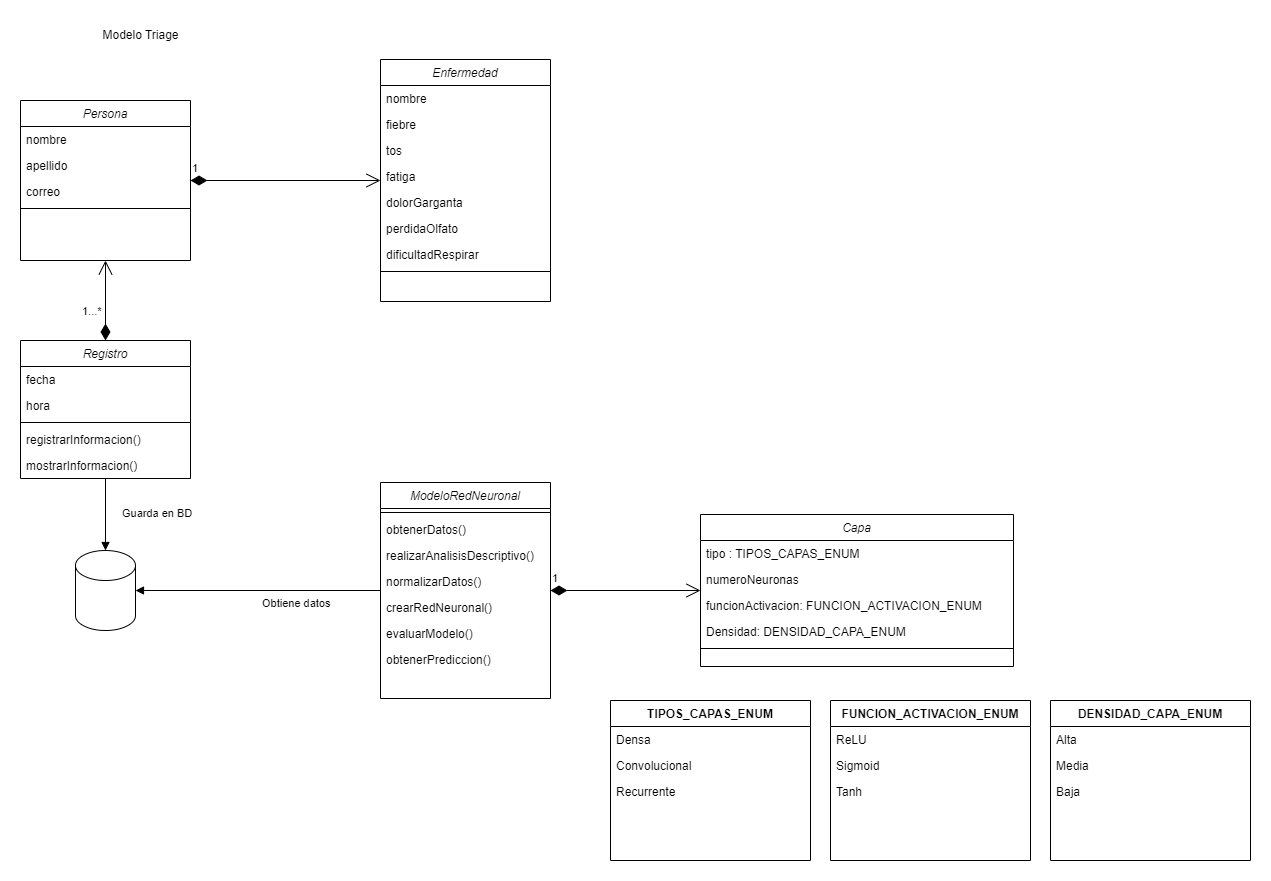 Modelo Triage
Enfermedad
nombre
fiebre
tos
fatiga
dolorGarganta
perdidaOlfato
dificultadRespirar
Persona
nombre
apellido
correo
1
1...*
Registro
fecha
hora
registrarInformacion()
mostrarInformacion()
Guarda en BD
ModeloRedNeuronal
obtenerDatos()
realizarAnalisisDescriptivo()
normalizarDatos()
crearRedNeuronal()
evaluarModelo()
obtenerPrediccion()
Obtiene datos
1
Capa
tipo : TIPOS_CAPAS_ENUM
numeroNeuronas
funcionActivacion: FUNCION_ACTIVACION_ENUM
Densidad: DENSIDAD_CAPA_ENUM
TIPOS_CAPAS_ENUM
Densa
Convolucional
Recurrente
FUNCION_ACTIVACION_ENUM
ReLU
Sigmoid
Tanh
DENSIDAD_CAPA_ENUM
Alta
Media
Baja